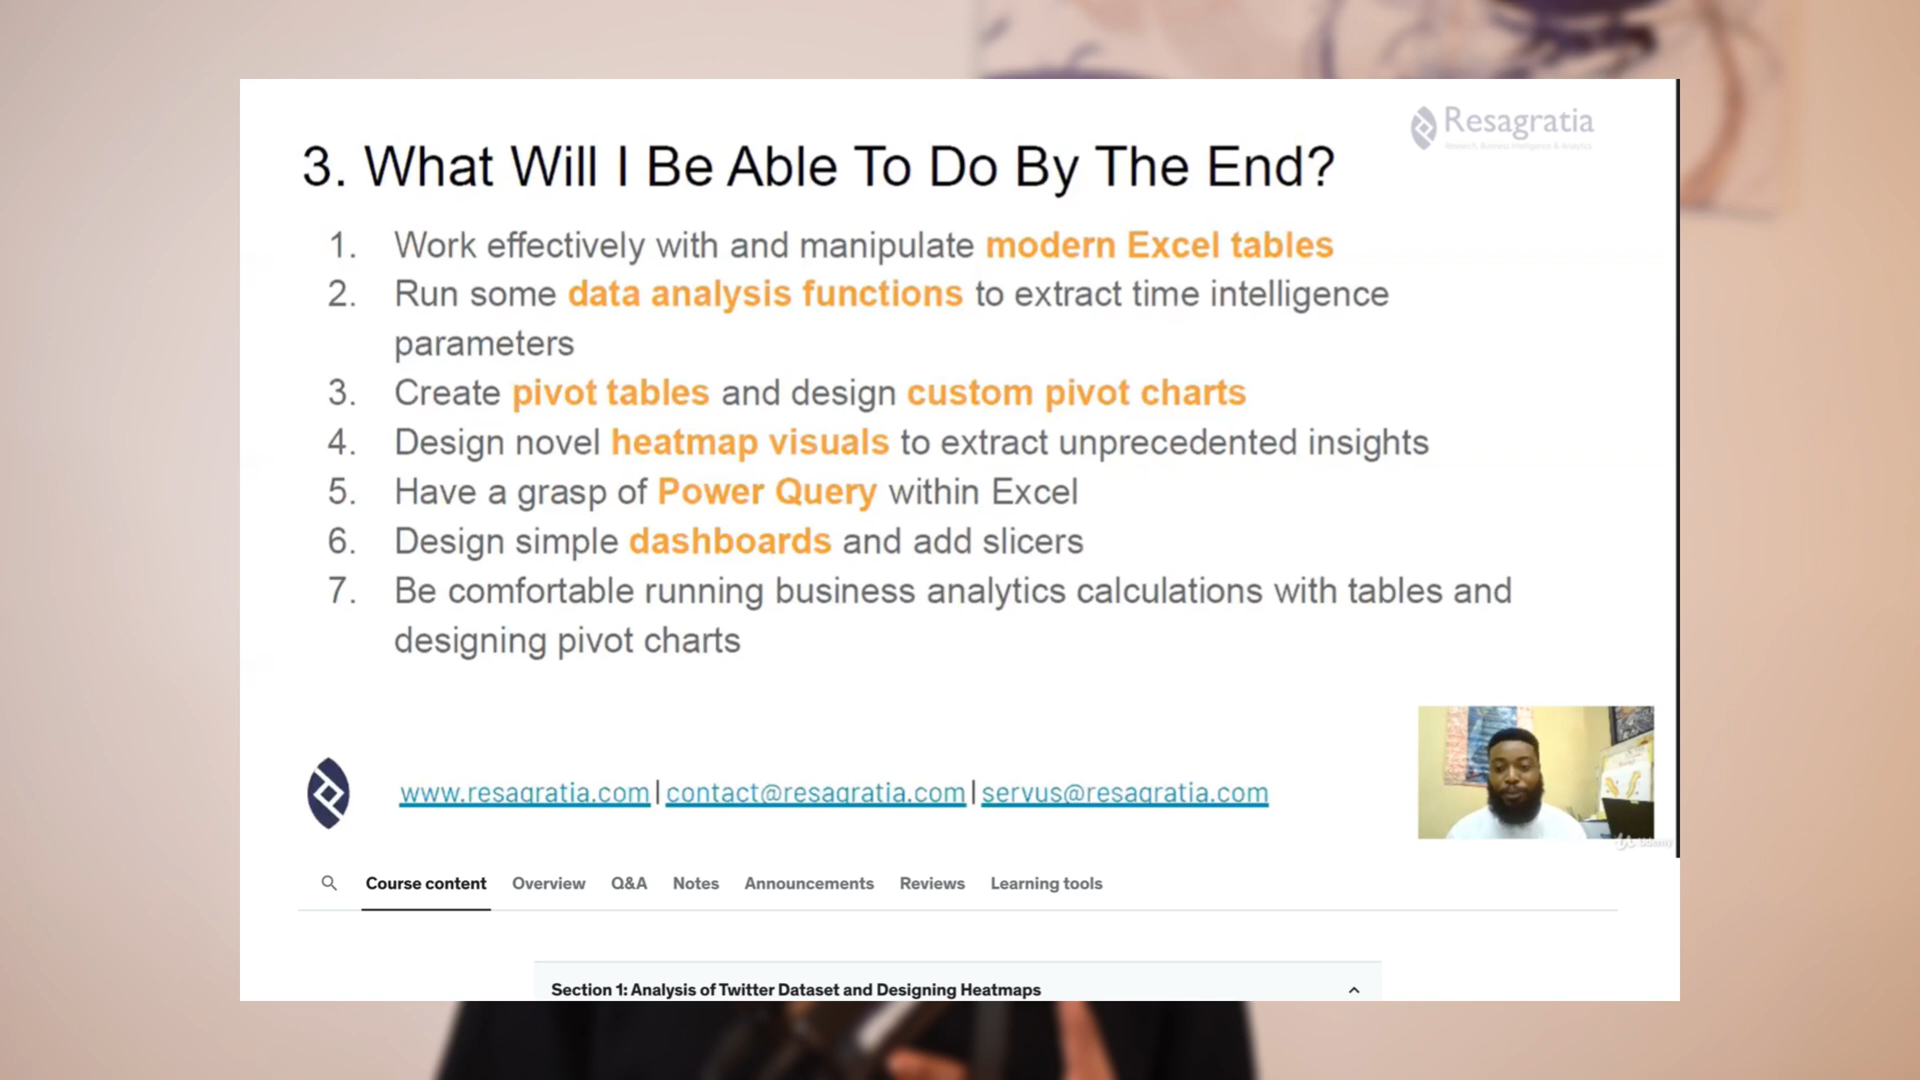 Resagratia
Research, Business Intelligence & Analytics
3. What Will I Be Able To Do By The End?
1. Work effectively with and manipulate modern Excel tables
2. Run some data analysis functions to extract time intelligence
parameters
3. Create pivot tables and design custom pivot charts
4. Design novel heatmap visuals to extract unprecedented insights
5. Have a grasp of Power Query within Excel
6. Design simple dashboards and add slicers
7. Be comfortable running business analytics calculations with tables and
designing pivot charts
www.resagratia.com | contact@resagratia.com | servus@resagratia.com
Udemy
Course content Overview Q&A Notes Announcements Reviews Learning tools
Section 1: Analysis of Twitter Dataset and Designing Heatmaps